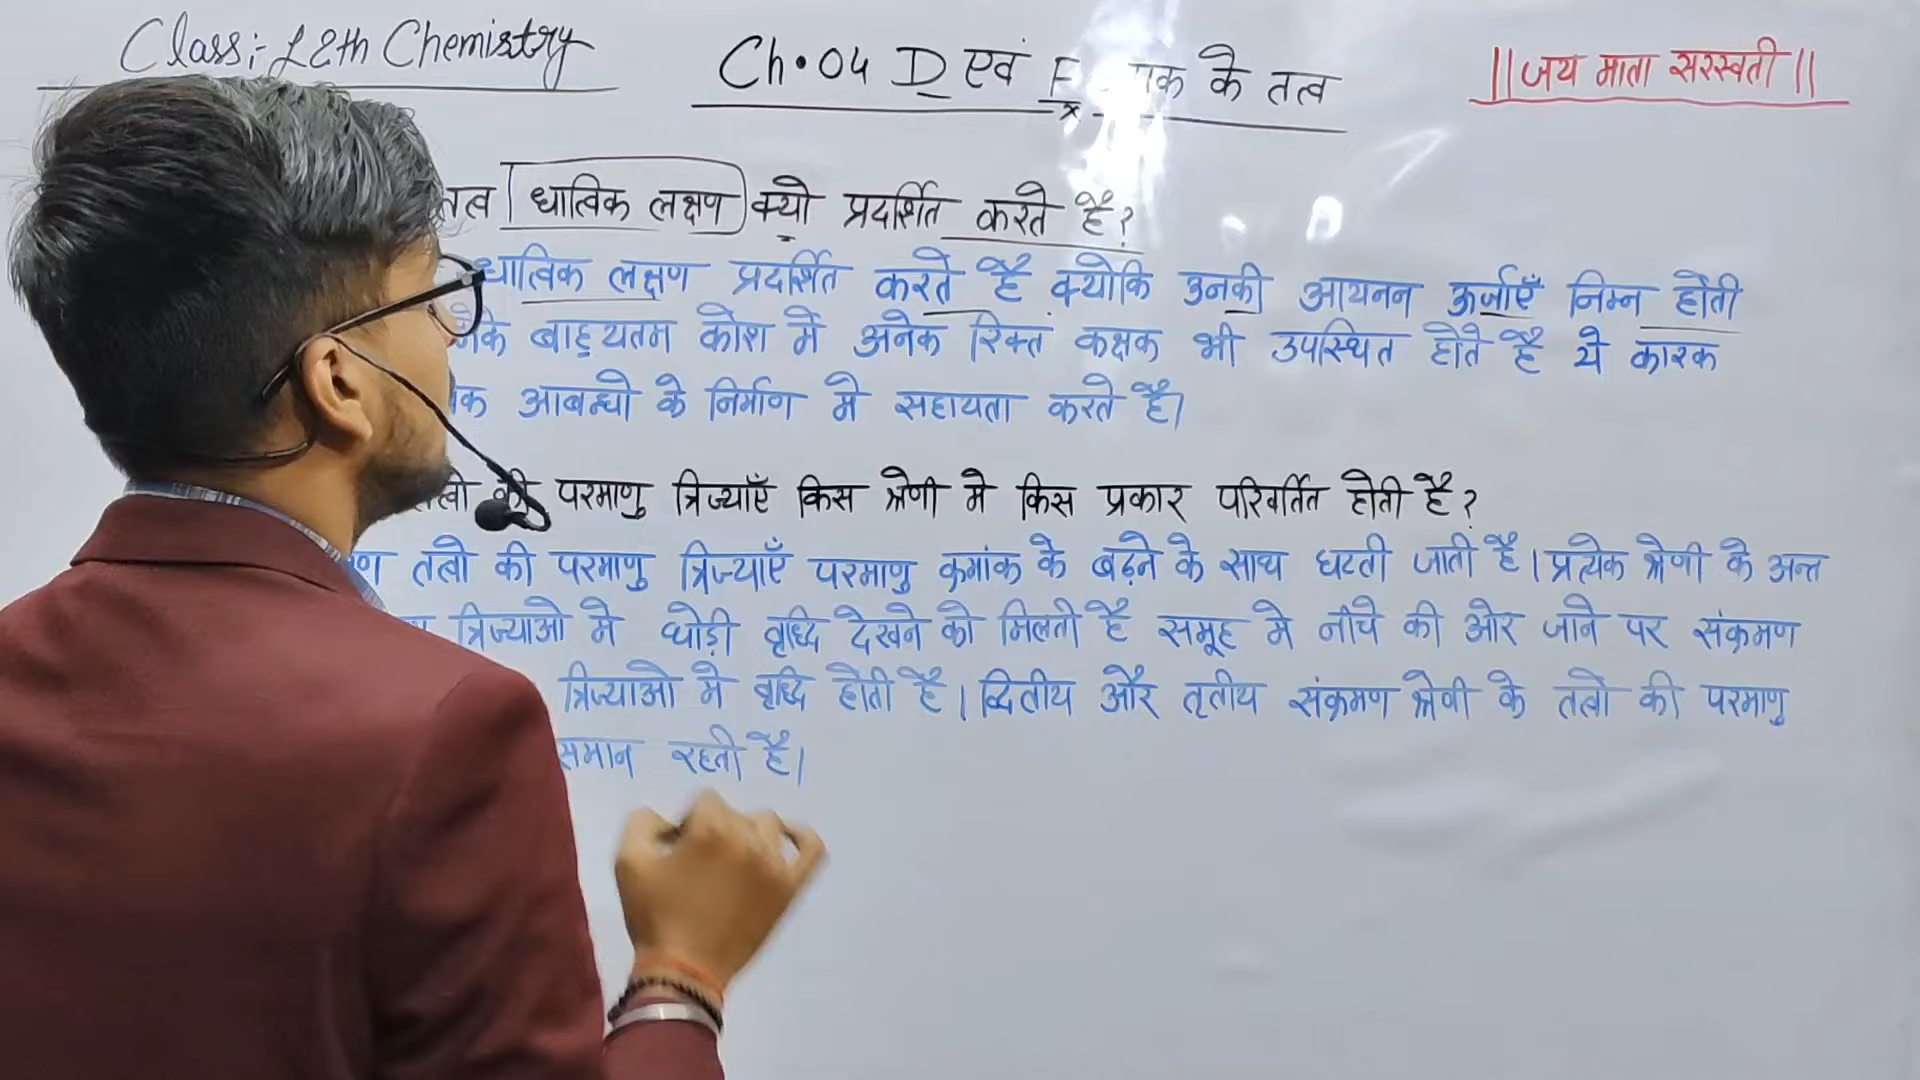 Class:- 12th Chemistry
Ch. 04 D एवं F के तत्व
||जय माता सरस्वती||
तत्व धात्विक लक्षण क्यो प्रदर्शित करते है?
धात्विक लक्षण प्रदर्शित करते है क्योकि उनकी आयनन ऊर्जाएँ निम्न होती
बाह्यतम कोश मे अनेक रिक्त कक्षक भी उपस्थित होते है ये कारक
आबन्धो के निर्माण मे सहायता करते है।
की परमाणु त्रिज्याएँ किस श्रेणी मे किस प्रकार परिवर्तित होती है?
तत्वो की परमाणु त्रिज्याएँ परमाणु क्रमांक के बढ़ने के साथ घटती जाती है। प्रत्येक श्रेणी के अन्त
त्रिज्याओ मे थोड़ी वृद्धि देखने को मिलती है समूह मे नीचे की ओर जाने पर संक्रमण
त्रिज्याओ मे वृद्धि होती है। द्वितीय और तृतीय संक्रमण श्रेणी के तत्वो की परमाणु
समान रहती है।